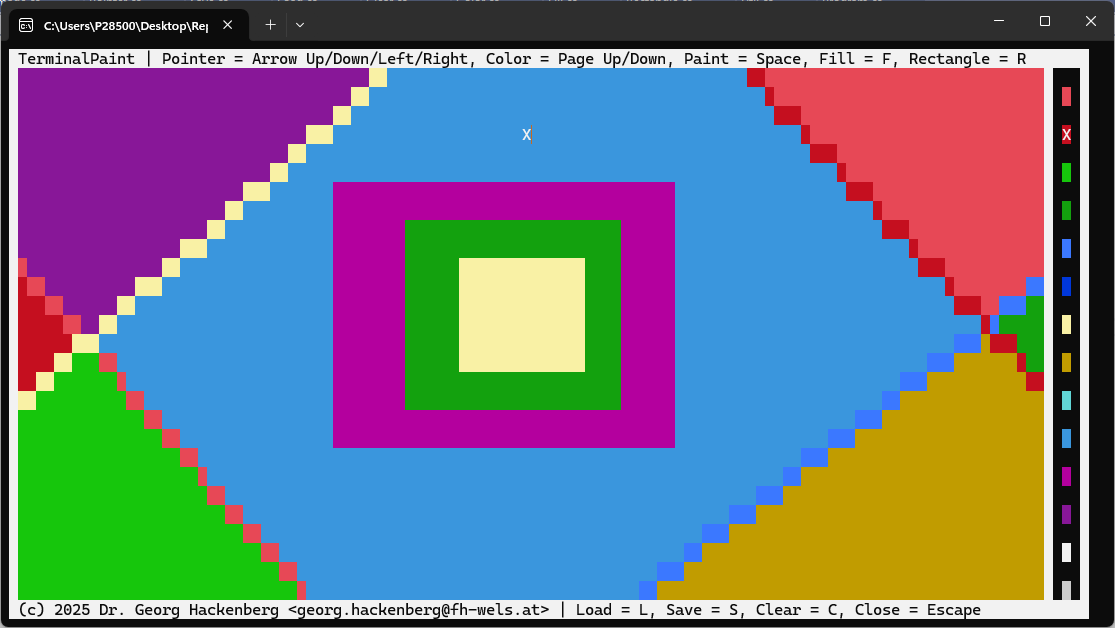 C:\Users\P28500\Desktop\Rep
TerminalPaint | Pointer = Arrow Up/Down/Left/Right, Color = Page Up/Down, Paint = Space, Fill = F, Rectangle = R
X
X
(c) 2025 Dr. Georg Hackenberg <georg.hackenberg@fh-wels.at> | Load = L, Save = S, Clear = C, Close = Escape